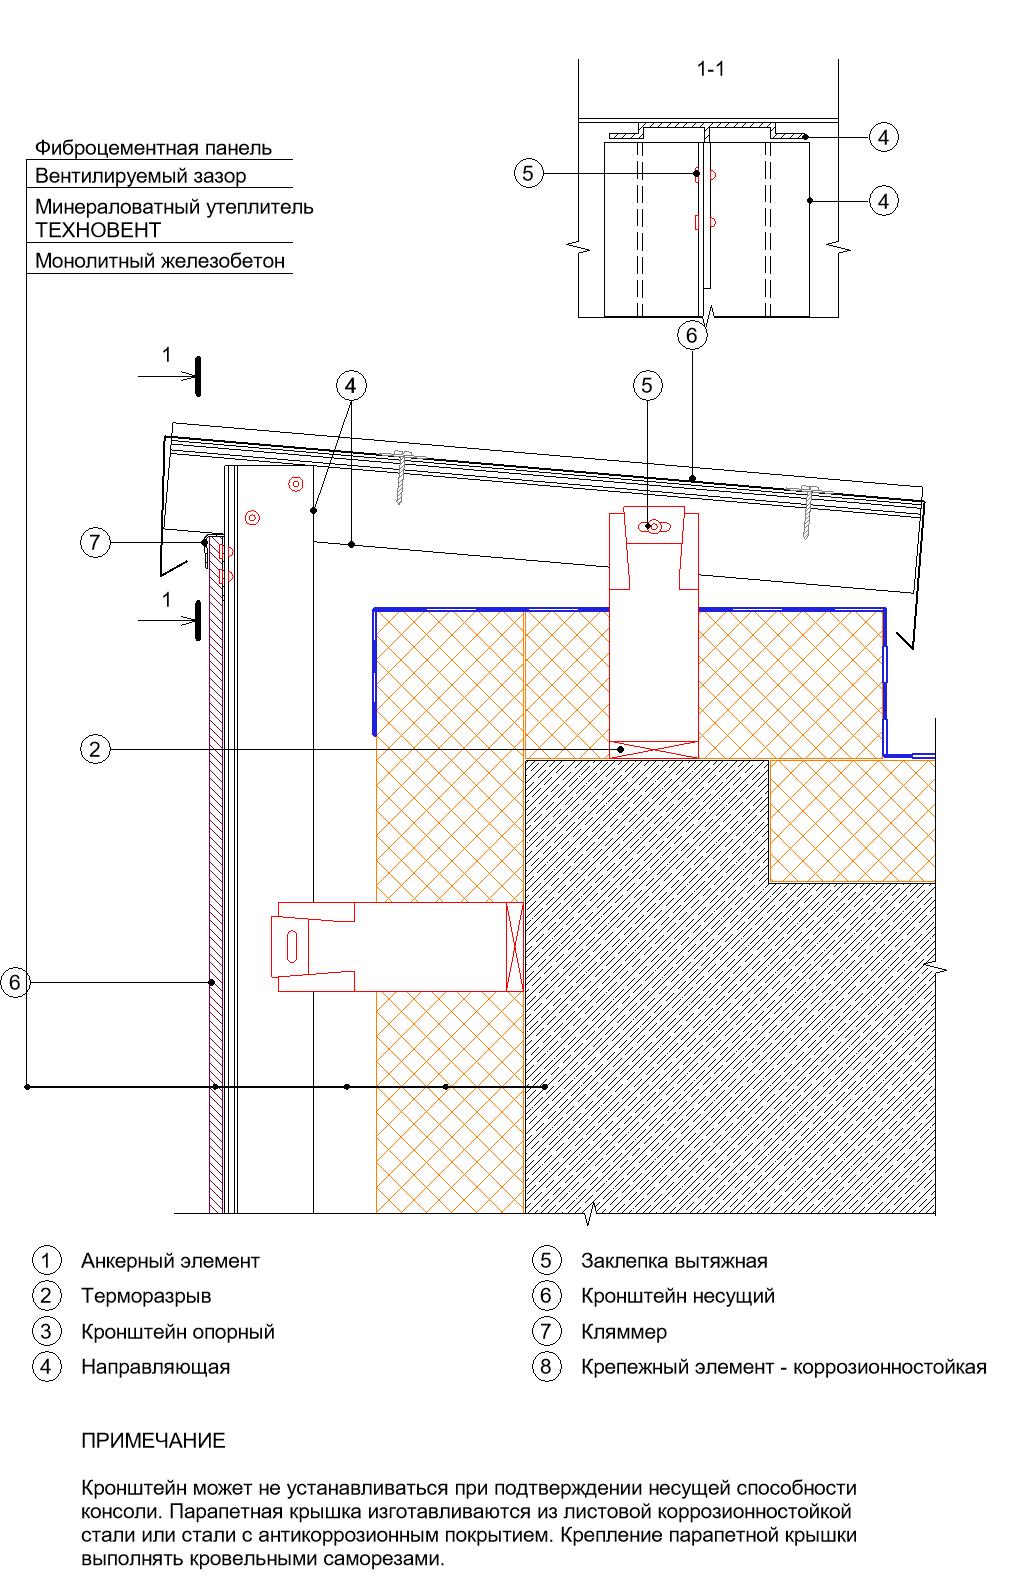 1-1
4
5
4
Фиброцементная панель
Вентилируемый зазор
Минераловатный утеплитель
ТЕХНОВЕНТ
Монолитный железобетон
6
1
4
5
7
1
2
6
1 Анкерный элемент
2 Терморазрыв
3 Кронштейн опорный
4 Направляющая
5 Заклепка вытяжная
6 Кронштейн несущий
7 Кляммер
8 Крепежный элемент - коррозионностойкая
ПРИМЕЧАНИЕ
Кронштейн может не устанавливаться при подтверждении несущей способности
консоли. Парапетная крышка изготавливаются из листовой коррозионностойкой
стали или стали с антикоррозионным покрытием. Крепление парапетной крышки
выполнять кровельными саморезами.